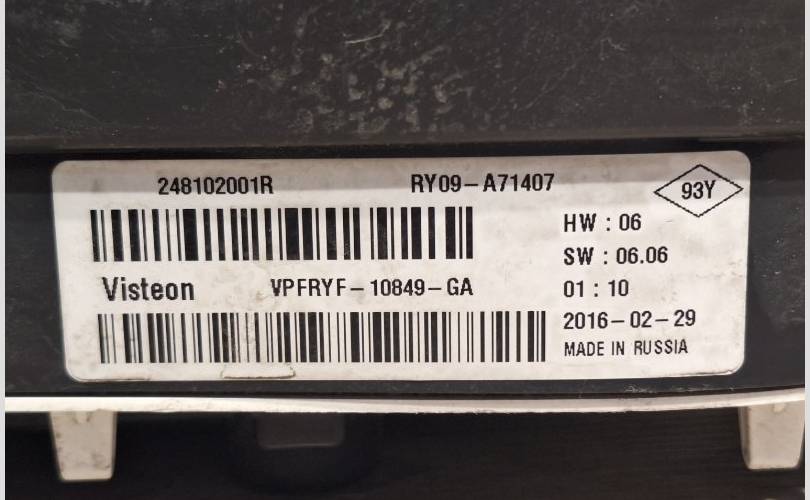 248102001R RY09-A71407 93Y
HW : 06
SW : 06.06
Visteon VPFRYF-10849-GA 01 : 10
2016-02-29
MADE IN RUSSIA